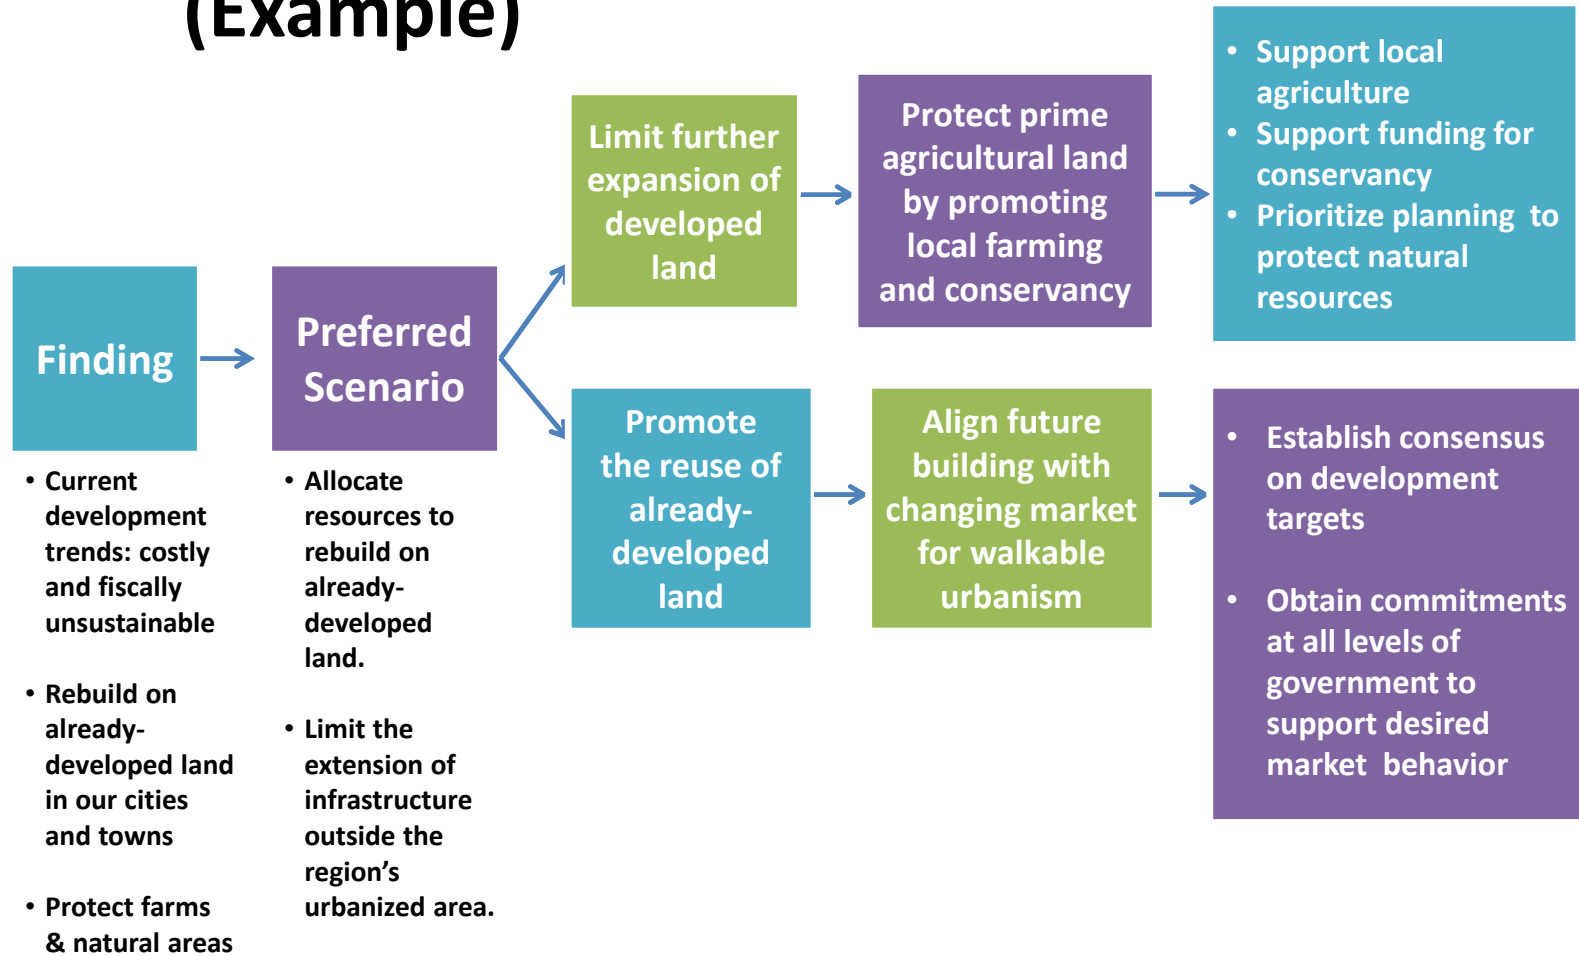 (Example)
Finding
• Current
development
trends: costly
and fiscally
unsustainable
• Rebuild on
already-
developed land
in our cities
and towns
• Protect farms
& natural areas
Preferred
Scenario
• Allocate
resources to
rebuild on
already-
developed
land.
• Limit the
extension of
infrastructure
outside the
region’s
urbanized area.
Limit further
expansion of
developed
land
Protect prime
agricultural land
by promoting
local farming
and conservancy
• Support local
agriculture
• Support funding for
conservancy
• Prioritize planning to
protect natural
resources
Promote
the reuse of
already-
developed
land
Align future
building with
changing market
for walkable
urbanism
• Establish consensus
on development
targets
• Obtain commitments
at all levels of
government to
support desired
market behavior